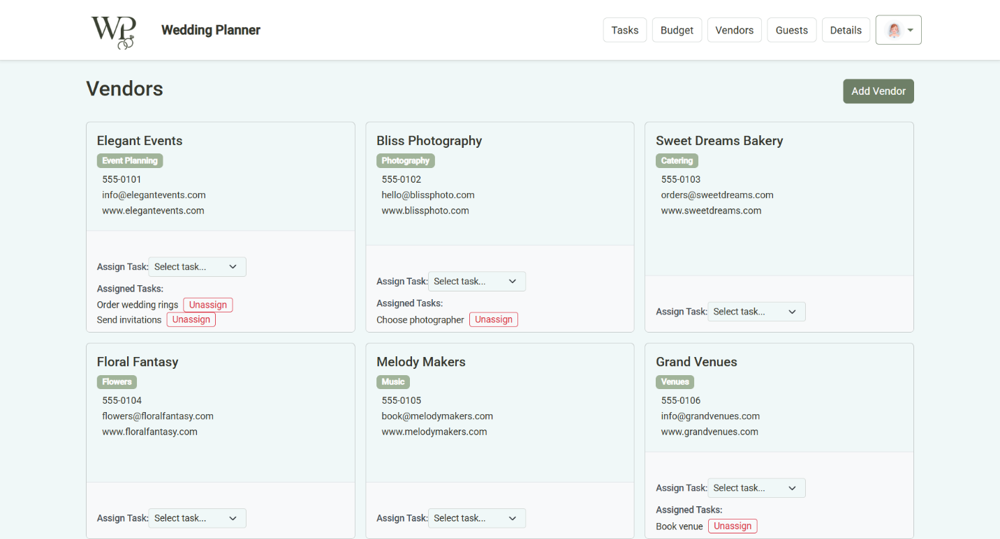 WP
Wedding Planner
Tasks
Budget
Vendors
Guests
Details
Vendors
Add Vendor
Elegant Events
Event Planning
555-0101
info@elegantevents.com
www.elegantevents.com
Assign Task: Select task...
Assigned Tasks:
Order wedding rings Unassign
Send invitations Unassign
Bliss Photography
Photography
555-0102
hello@blissphoto.com
www.blissphoto.com
Assign Task: Select task...
Assigned Tasks:
Choose photographer Unassign
Sweet Dreams Bakery
Catering
555-0103
orders@sweetdreams.com
www.sweetdreams.com
Assign Task: Select task...
Floral Fantasy
Flowers
555-0104
flowers@floralfantasy.com
www.floralfantasy.com
Assign Task: Select task...
Melody Makers
Music
555-0105
book@melodymakers.com
www.melodymakers.com
Assign Task: Select task...
Grand Venues
Venues
555-0106
info@grandvenues.com
www.grandvenues.com
Assign Task: Select task...
Assigned Tasks:
Book venue Unassign